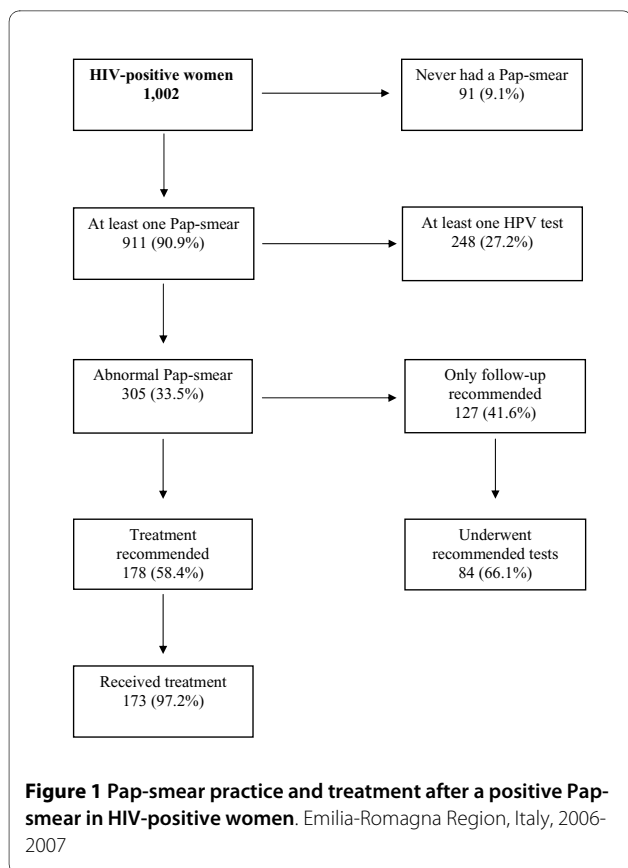 HIV-positive women
1,002
Never had a Pap-smear
91 (9.1%)
At least one Pap-smear
911 (90.9%)
At least one HPV test
248 (27.2%)
Abnormal Pap-smear
305 (33.5%)
Only follow-up
recommended
127 (41.6%)
Treatment
recommended
178 (58.4%)
Underwent
recommended tests
84 (66.1%)
Received treatment
173 (97.2%)
Figure 1 Pap-smear practice and treatment after a positive Pap-
smear in HIV-positive women. Emilia-Romagna Region, Italy, 2006-
2007